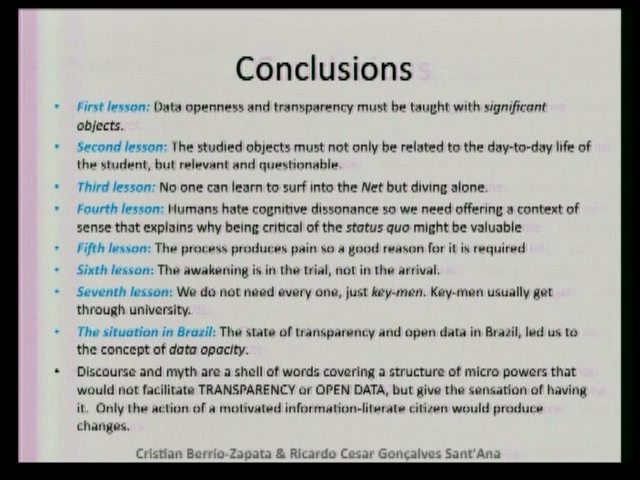 Conclusions
• First lesson: Data openness and transparency must be taught with significant
objects.
• Second lesson: The studied objects must not only be related to the day-to-day life of
the student, but relevant and questionable.
• Third lesson: No one can learn to surf into the Net but diving alone.
• Fourth lesson: Humans hate cognitive dissonance so we need offering a context of
sense that explains why being critical of the status quo might be valuable
• Fifth lesson: The process produces pain so a good reason for it is required
• Sixth lesson: The awakening is in the trial, not in the arrival.
• Seventh lesson: We do not need every one, just key-men. Key-men usually get
through university.
• The situation in Brazil: The state of transparency and open data in Brazil, led us to
the concept of data opacity.
• Discourse and myth are a shell of words covering a structure of micro powers that
would not facilitate TRANSPARENCY or OPEN DATA, but give the sensation of having
it. Only the action of a motivated information-literate citizen would produce
changes.
Cristian Berrio-Zapata & Ricardo Cesar Gonçalves Sant'Ana